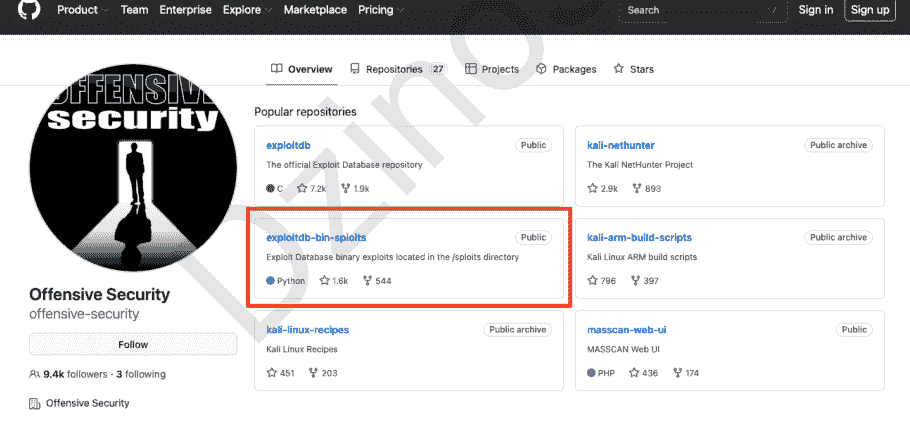 Product Team Enterprise Explore Marketplace Pricing Search / Sign in Sign up
Overview Repositories 27 Projects Packages Stars
OFFENSIVE
security
Popular repositories
exploitdb Public
The official Exploit Database repository
C 7.2k 1.9k
kali-nethunter Public archive
The Kali NetHunter Project
2.9k 693
exploitdb-bin-sploits Public
Exploit Database binary exploits located in the /sploits directory
Python 1.6k 544
kali-arm-build-scripts Public archive
Kali Linux ARM build scripts
796 397
kali-linux-recipes Public archive
Kali Linux Recipes
451 203
masscan-web-ui Public
MASSCAN Web UI
PHP 436 174
Offensive Security
offensive-security
Follow
9.4k followers · 3 following
Offensive Security